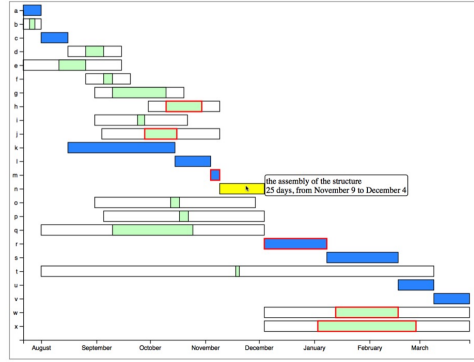 a
b
c
d
e
f
g
h
i
j
k
l
m
n
the assembly of the structure
25 days, from November 9 to December 4
o
p
q
r
s
t
u
v
w
x
August September October November December January February March